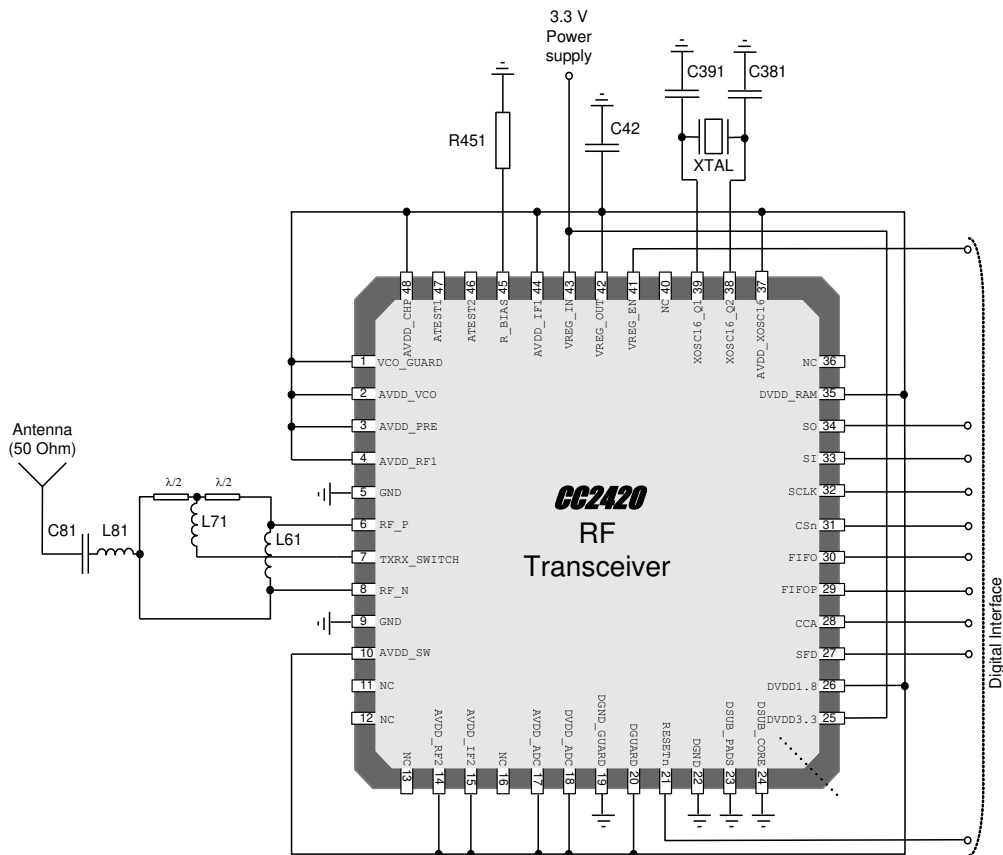 3.3 V
Power
supply
C391
C381
R451
C42
XTAL
48
47
46
45
44
43
42
41
40
39
38
37
AVDD_CHP
ATEST1
ATEST2
R_BIAS
AVDD_IF1
VREG_IN
VREG_OUT
VREG_EN
NC
XOSC16_Q1
XOSC16_Q2
AVDD_XOSC16
1 VCO_GUARD
2 AVDD_VCO
3 AVDD_PRE
4 AVDD_RF1
5 GND
6 RF_P
7 TXRX_SWITCH
8 RF_N
9 GND
10 AVDD_SW
11 NC
12 NC
NC 36
DVDD_RAM 35
SO 34
SI 33
SCLK 32
CSn 31
FIFO 30
FIFOP 29
CCA 28
SFD 27
DVDD1.8 26
DVDD3.3 25
Antenna
(50 Ohm)
λ/2
λ/2
C81
L81
L71
L61
CC2420
RF
Transceiver
Digital Interface
NC
AVDD_RF2
AVDD_IF2
NC
AVDD_ADC
DVDD_ADC
DGND_GUARD
DGUARD
RESETn
DGND
DSUB_PADS
DSUB_CORE
13
14
15
16
17
18
19
20
21
22
23
24